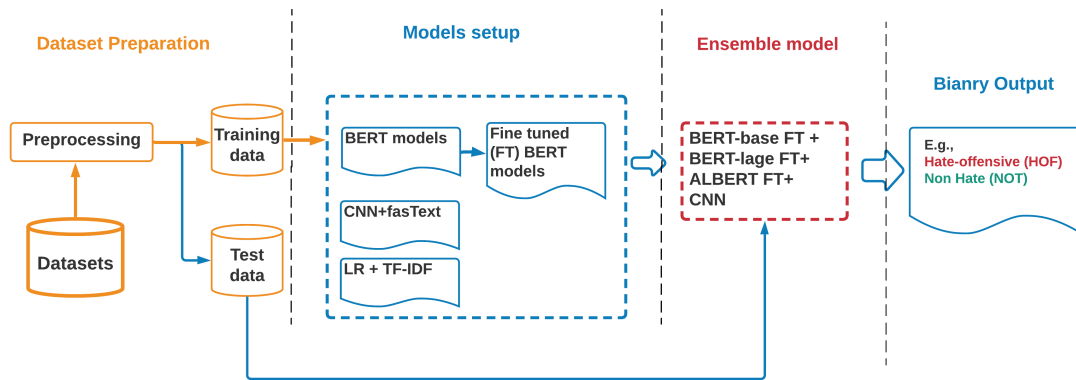 Dataset Preparation
Models setup
Ensemble model
Bianry Output
Preprocessing
Datasets
Training
data
Test
data
BERT models
Fine tuned
(FT) BERT
models
CNN+fasText
LR + TF-IDF
BERT-base FT +
BERT-lage FT+
ALBERT FT+
CNN
E.g.,
Hate-offensive (HOF)
Non Hate (NOT)